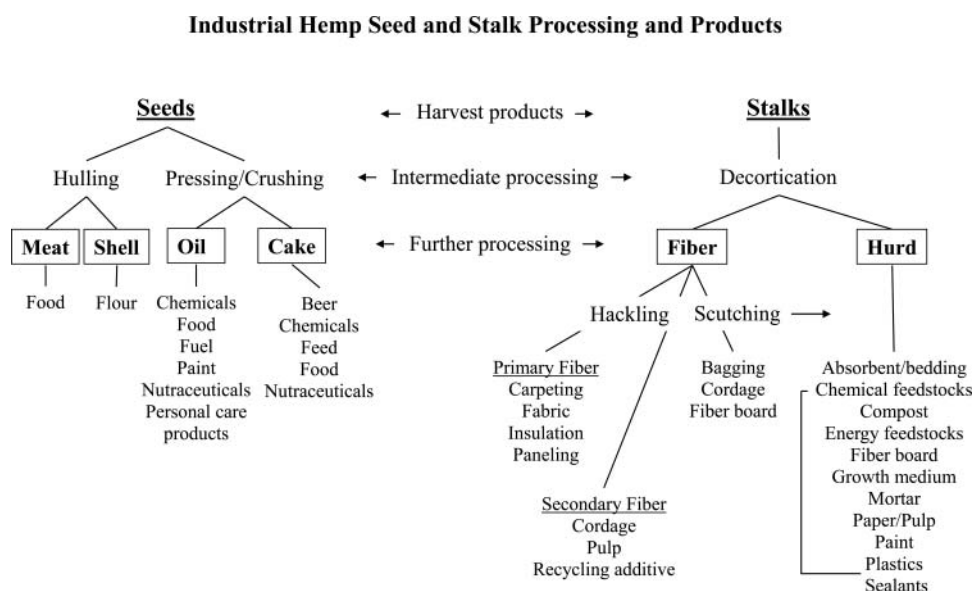 Industrial Hemp Seed and Stalk Processing and Products
Seeds
Harvest products
Stalks
Hulling
Pressing/Crushing
Intermediate processing
Decortication
Meat
Shell
Oil
Cake
Further processing
Fiber
Hurd
Food
Flour
Chemicals
Food
Fuel
Paint
Nutraceuticals
Personal care
products
Beer
Chemicals
Feed
Food
Nutraceuticals
Hackling
Scutching
Primary Fiber
Carpeting
Fabric
Insulation
Paneling
Secondary Fiber
Cordage
Pulp
Recycling additive
Bagging
Cordage
Fiber board
Absorbent/bedding
Chemical feedstocks
Compost
Energy feedstocks
Fiber board
Growth medium
Mortar
Paper/Pulp
Paint
Plastics
Sealants